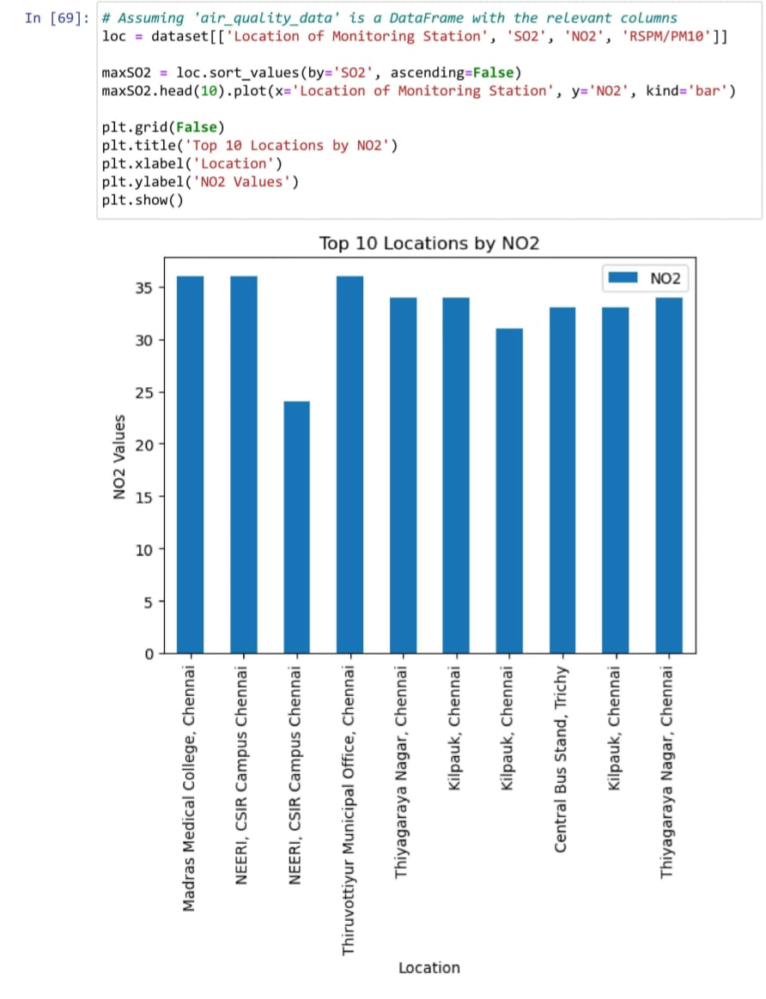 In [69]: # Assuming 'air_quality_data' is a DataFrame with the relevant columns
loc = dataset[['Location of Monitoring Station', 'SO2', 'NO2', 'RSPM/PM10']]
maxSO2 = loc.sort_values(by='SO2', ascending=False)
maxSO2.head(10).plot(x='Location of Monitoring Station', y='NO2', kind='bar')
plt.grid(False)
plt.title('Top 10 Locations by NO2')
plt.xlabel('Location')
plt.ylabel('NO2 Values')
plt.show()
Top 10 Locations by NO2
NO2
35
30
25
20
15
10
5
0
NO2 Values
Madras Medical College, Chennai
NEERI, CSIR Campus Chennai
NEERI, CSIR Campus Chennai
Thiruvottiyur Municipal Office, Chennai
Thiyagaraya Nagar, Chennai
Kilpauk, Chennai
Kilpauk, Chennai
Central Bus Stand, Trichy
Kilpauk, Chennai
Thiyagaraya Nagar, Chennai
Location